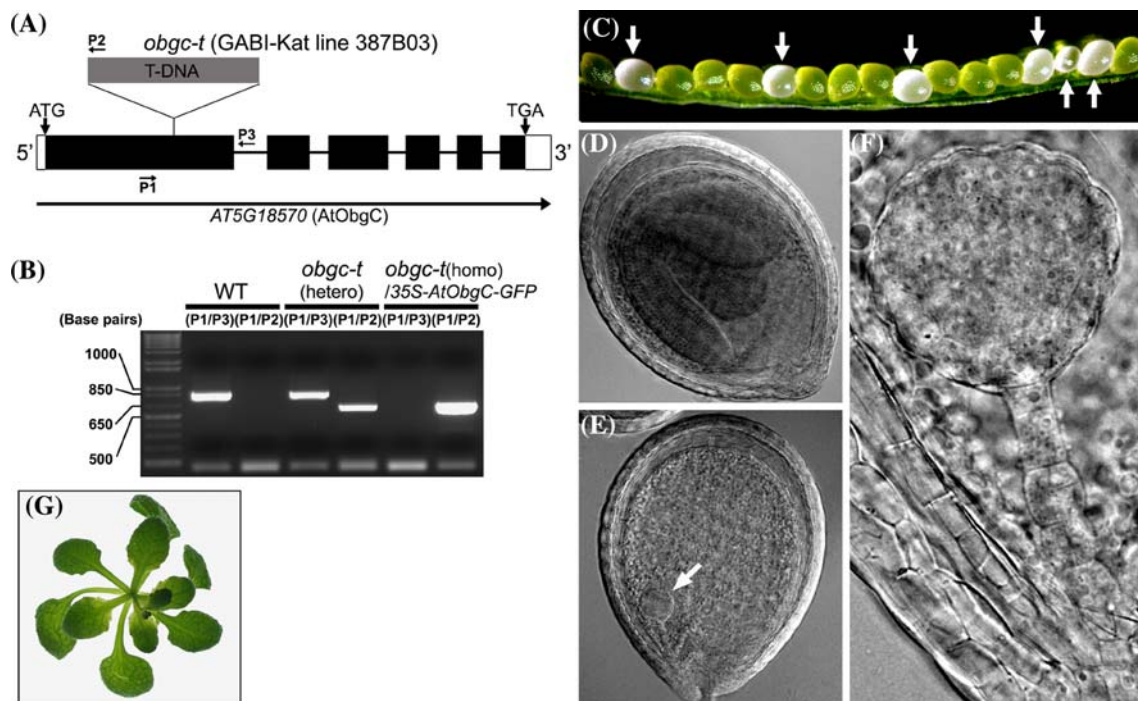 (A)
P2
obgc-t (GABI-Kat line 387B03)
T-DNA
ATG
P3
TGA
5’
3’
P1
AT5G18570 (AtObgC)
(B)
WT
obgc-t
(hetero)
obgc-t(homo)
/35S-AtObgC-GFP
(Base pairs)
(P1/P3)(P1/P2)
(P1/P3)(P1/P2)
(P1/P3)(P1/P2)
1000
850
650
500
(G)
(C)
(D)
(E)
(F)